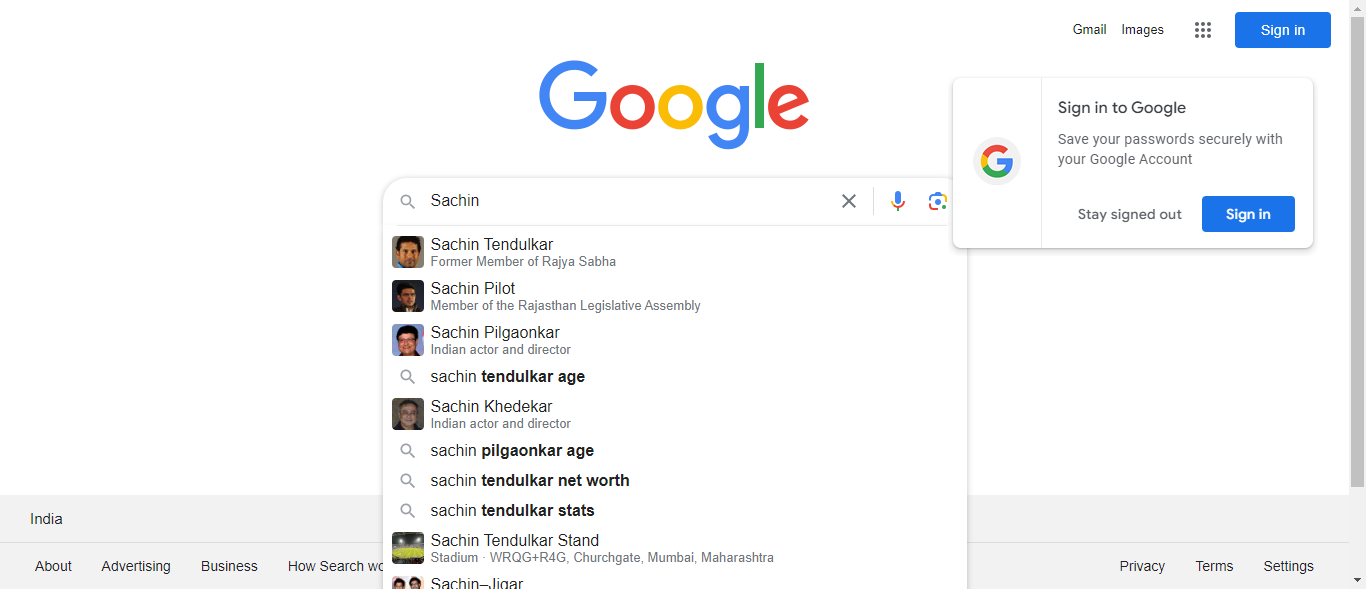 Gmail Images Sign in
Google
Sign in to Google
Save your passwords securely with
your Google Account
Stay signed out Sign in
Sachin
Sachin Tendulkar
Former Member of Rajya Sabha
Sachin Pilot
Member of the Rajasthan Legislative Assembly
Sachin Pilgaonkar
Indian actor and director
sachin tendulkar age
Sachin Khedekar
Indian actor and director
sachin pilgaonkar age
sachin tendulkar net worth
sachin tendulkar stats
Sachin Tendulkar Stand
Stadium · WRQG+R4G, Churchgate, Mumbai, Maharashtra
Sachin–Jigar
India
About Advertising Business How Search wo
Privacy Terms Settings